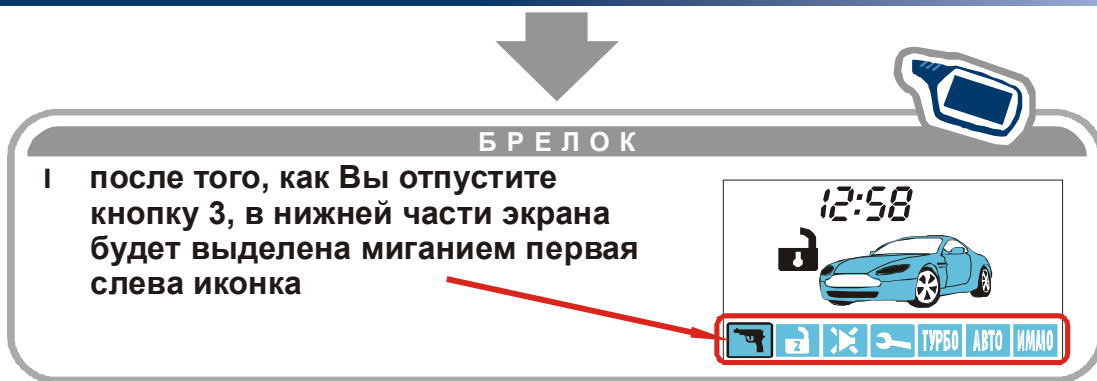 БРЕЛОК
I после того, как Вы отпустите
кнопку 3, в нижней части экрана
будет выделена миганием первая
слева иконка
12:58
2 ТУРБО АВТО ИММО